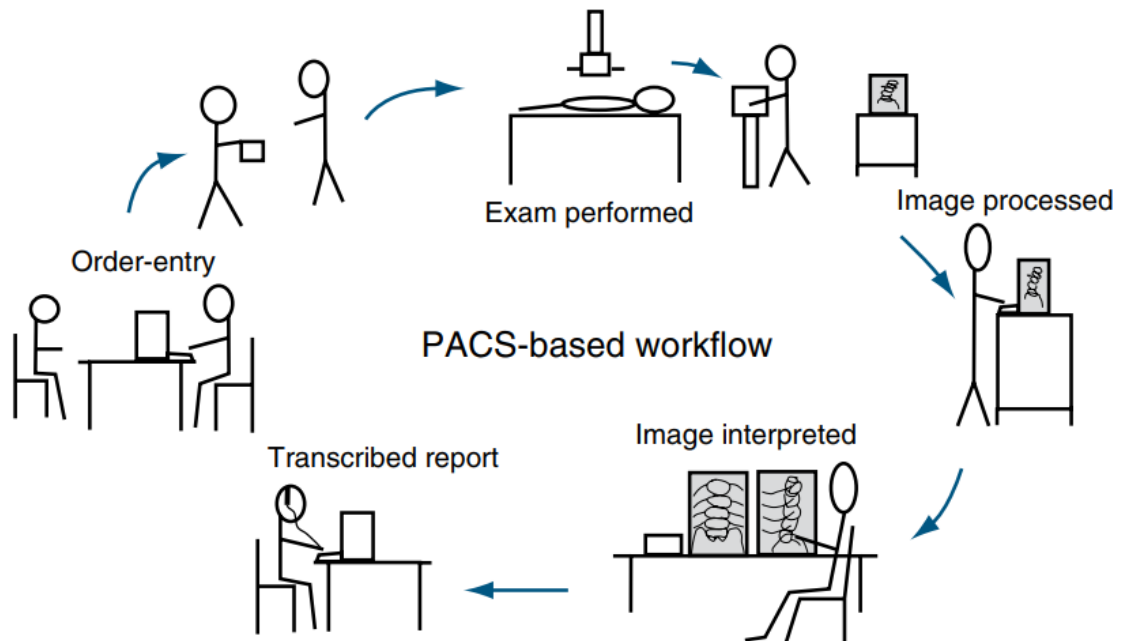 Exam performed
Image processed
Order-entry
PACS-based workflow
Image interpreted
Transcribed report